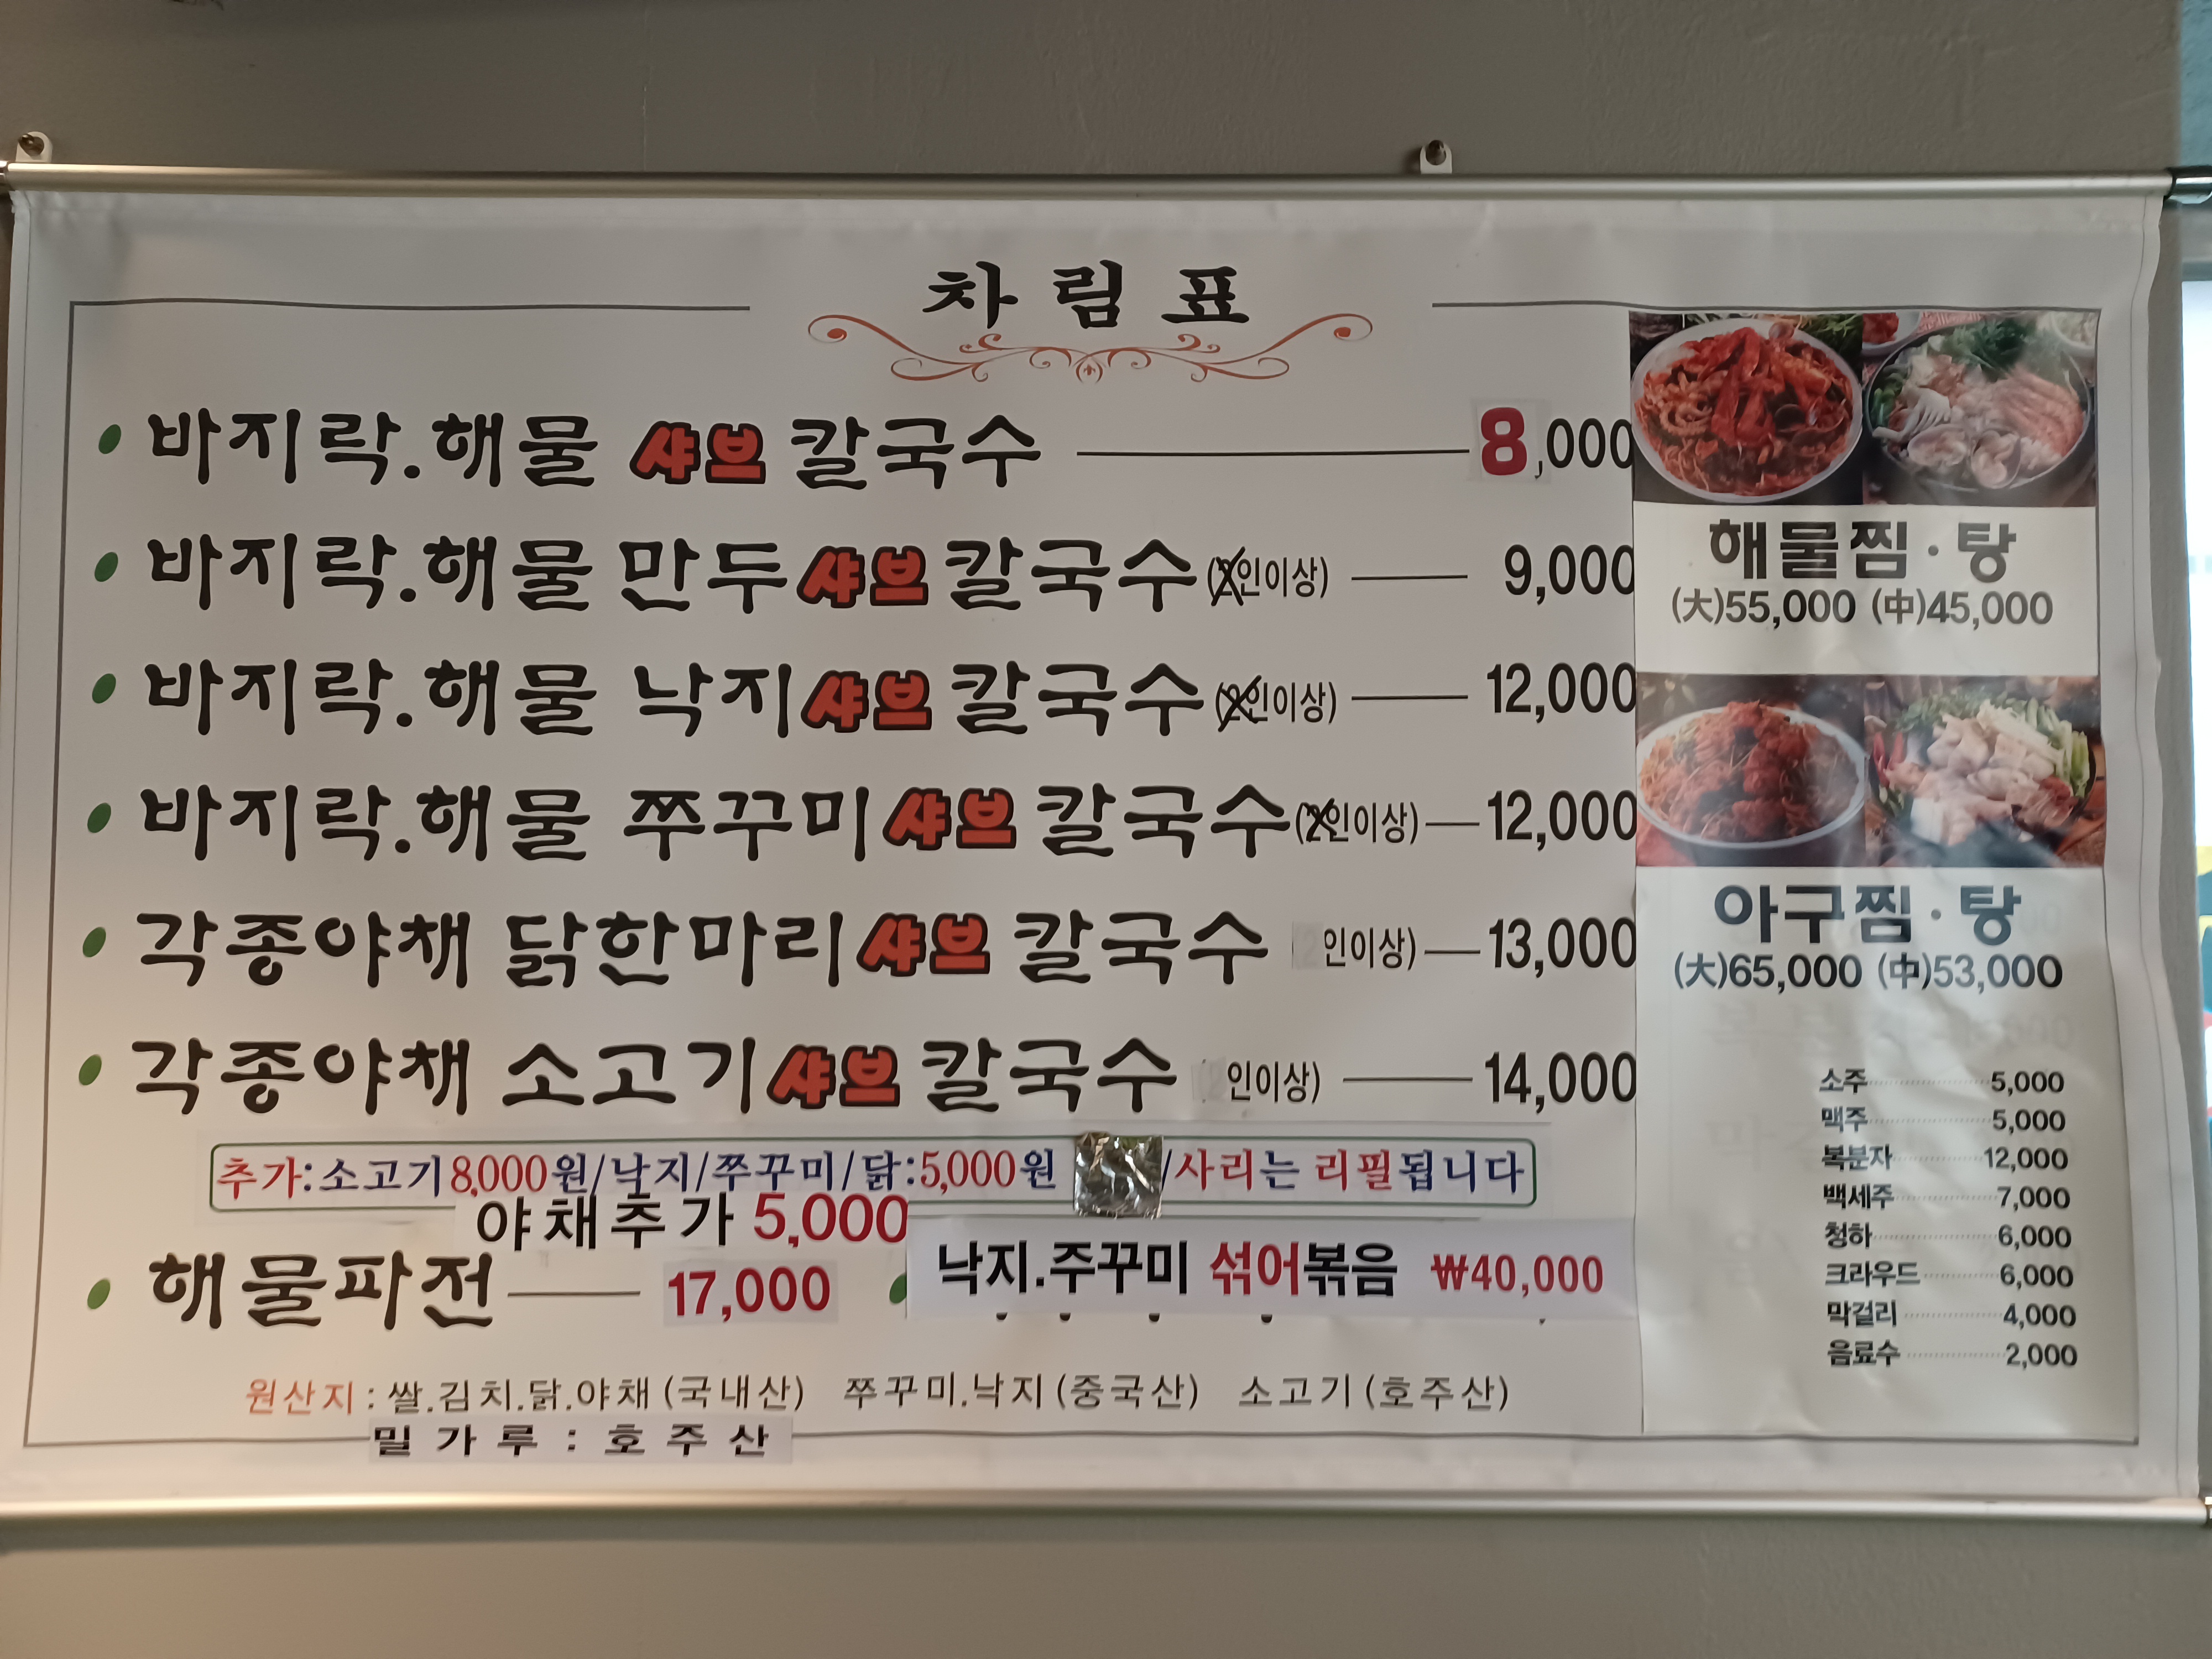 차림표
바지락.해물 샤브 칼국수 8,000
바지락.해물 만두샤브 칼국수(인이상) 9,000
바지락.해물 낙지샤브 칼국수(인이상) 12,000
바지락.해물 쭈꾸미샤브 칼국수(인이상) 12,000
각종야채 닭한마리샤브 칼국수 인이상) 13,000
각종야채 소고기샤브 칼국수 인이상) 14,000
추가:소고기8,000원/낙지/쭈꾸미/닭:5,000원 /사리는 리필됩니다
야채추가 5,000
해물파전 17,000
낙지.주꾸미 섞어볶음 ₩40,000
원산지 : 쌀.김치.닭.야채 (국내산) 쭈꾸미.낙지 (중국산) 소고기 (호주산)
밀가루 : 호주산
해물찜·탕
(大)55,000 (中)45,000
아구찜·탕
(大)65,000 (中)53,000
소주 5,000
맥주 5,000
복분자 12,000
백세주 7,000
청하 6,000
크라우드 6,000
막걸리 4,000
음료수 2,000